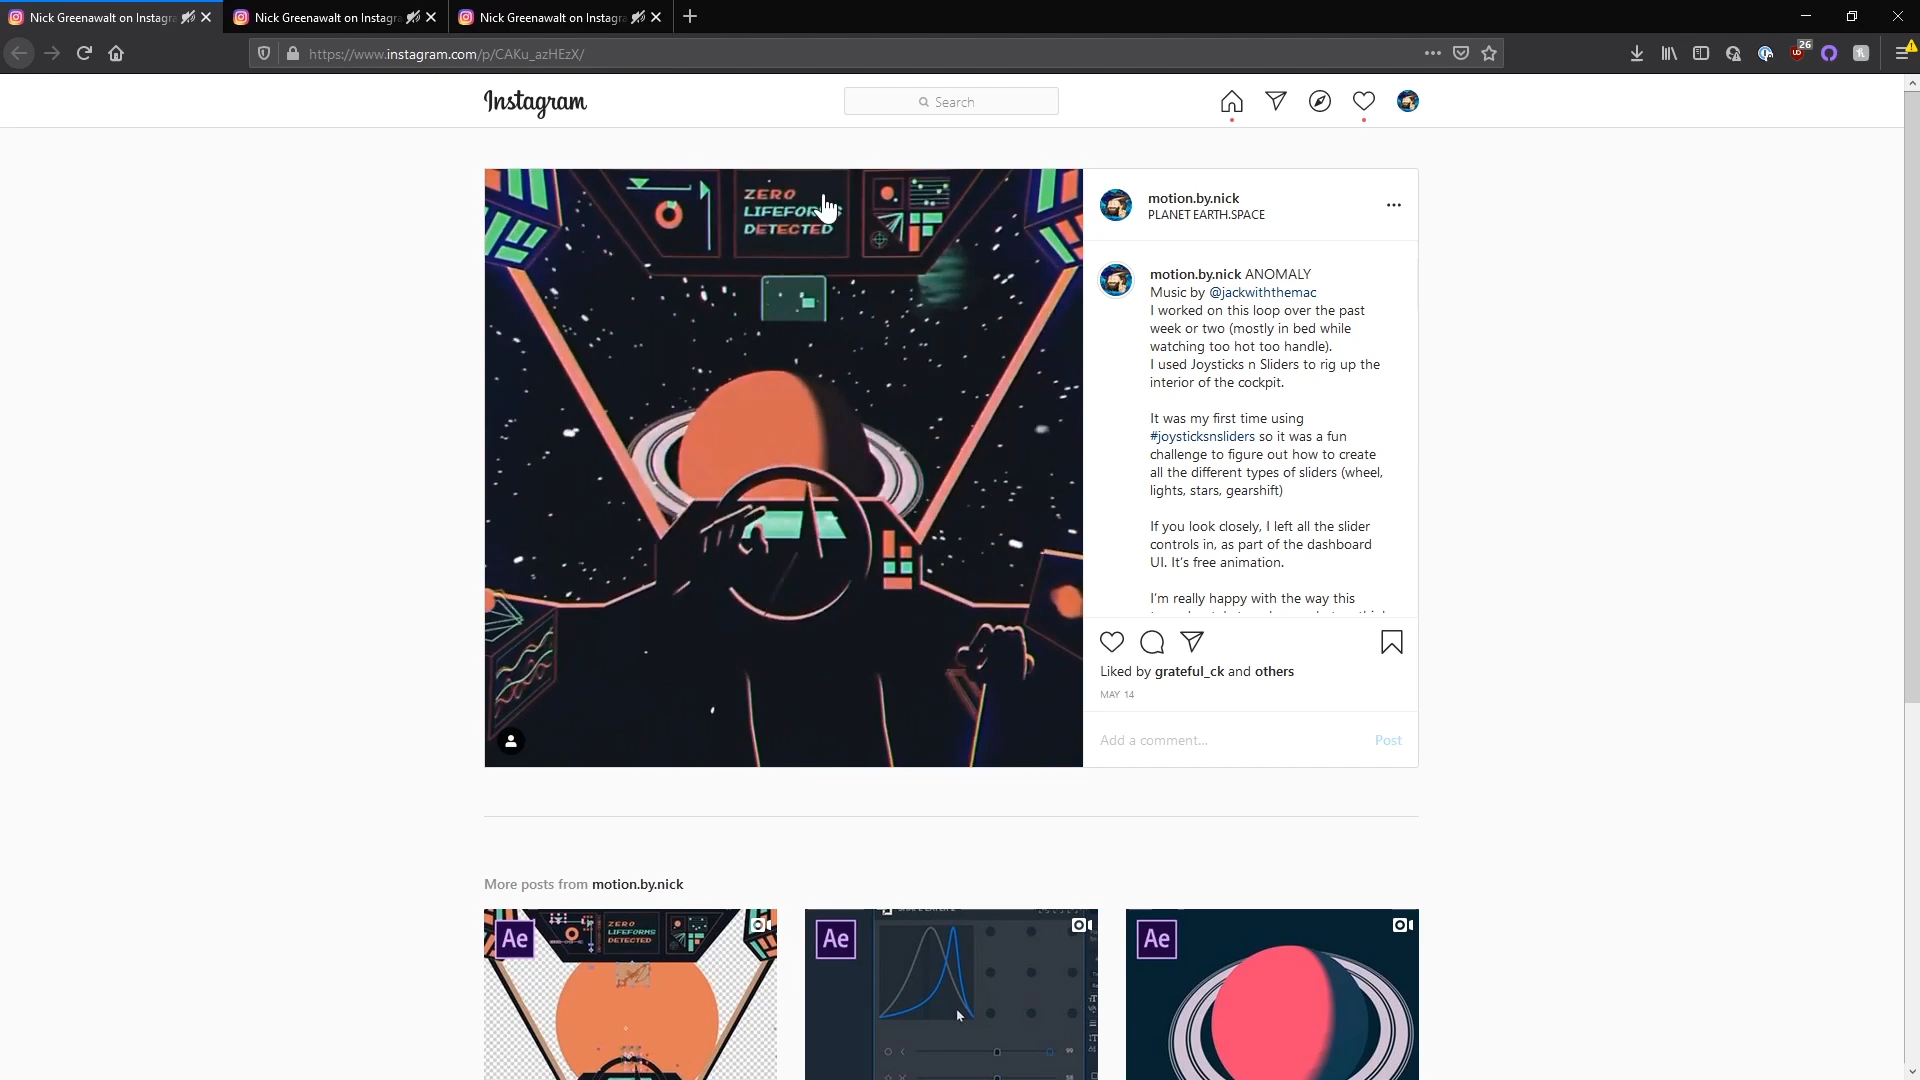 Nick Greenawalt on Instagra
Nick Greenawalt on Instagra
Nick Greenawalt on Instagra
https://www.instagram.com/p/CAKu_azHEzX/
26
Instagram
Search
ZERO
LIFEFORMS
DETECTED
motion.by.nick
PLANET EARTH.SPACE
motion.by.nick ANOMALY
Music by @jackwiththemac
I worked on this loop over the past
week or two (mostly in bed while
watching too hot too handle).
I used Joysticks n Sliders to rig up the
interior of the cockpit.
It was my first time using
#joysticksnsliders so it was a fun
challenge to figure out how to create
all the different types of sliders (wheel,
lights, stars, gearshift)
If you look closely, I left all the slider
controls in, as part of the dashboard
UI. It's free animation.
I'm really happy with the way this
Liked by grateful_ck and others
MAY 14
Add a comment...
Post
More posts from motion.by.nick
Ae
ZERO
LIFEFORMS
DETECTED
Ae
Ae